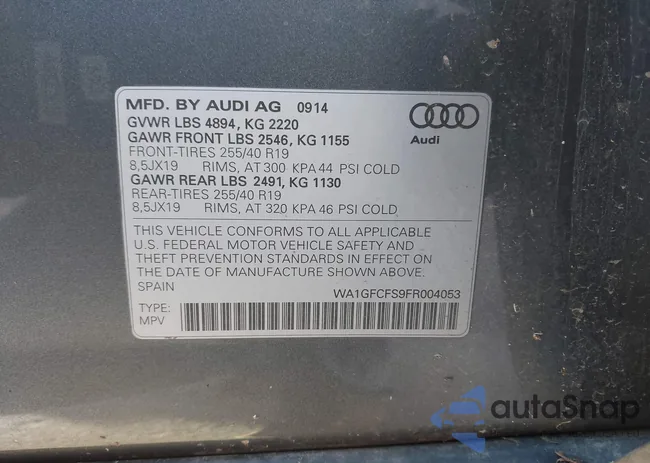 MFD. BY AUDI AG 0914
GVWR LBS 4894, KG 2220
GAWR FRONT LBS 2546, KG 1155
FRONT-TIRES 255/40 R19
8,5JX19 RIMS, AT 300 KPA 44 PSI COLD
GAWR REAR LBS 2491, KG 1130
REAR-TIRES 255/40 R19
8,5JX19 RIMS, AT 320 KPA 46 PSI COLD
Audi
THIS VEHICLE CONFORMS TO ALL APPLICABLE
U.S. FEDERAL MOTOR VEHICLE SAFETY AND
THEFT PREVENTION STANDARDS IN EFFECT ON
THE DATE OF MANUFACTURE SHOWN ABOVE.
SPAIN WA1GFCFS9FR004053
TYPE:
MPV
autoSnap